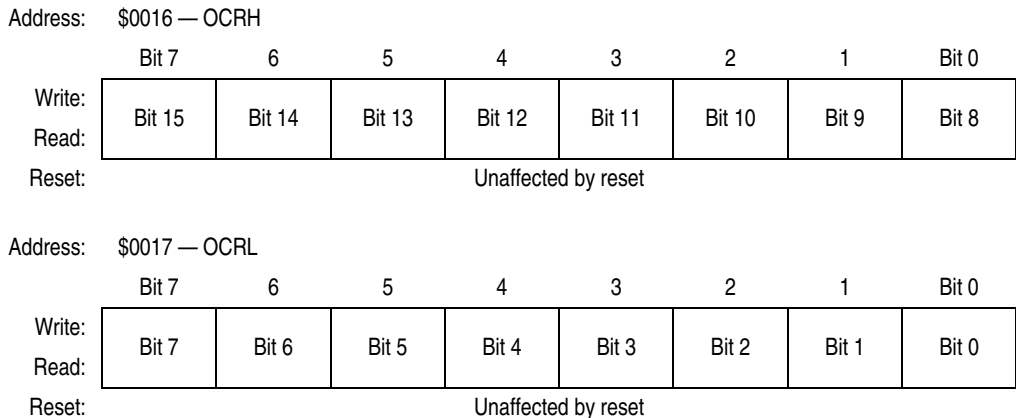 Address: $0016 — OCRH
Bit 7 6 5 4 3 2 1 Bit 0
Write:
Bit 15 Bit 14 Bit 13 Bit 12 Bit 11 Bit 10 Bit 9 Bit 8
Read:
Reset: Unaffected by reset
Address: $0017 — OCRL
Bit 7 6 5 4 3 2 1 Bit 0
Write:
Bit 7 Bit 6 Bit 5 Bit 4 Bit 3 Bit 2 Bit 1 Bit 0
Read:
Reset: Unaffected by reset